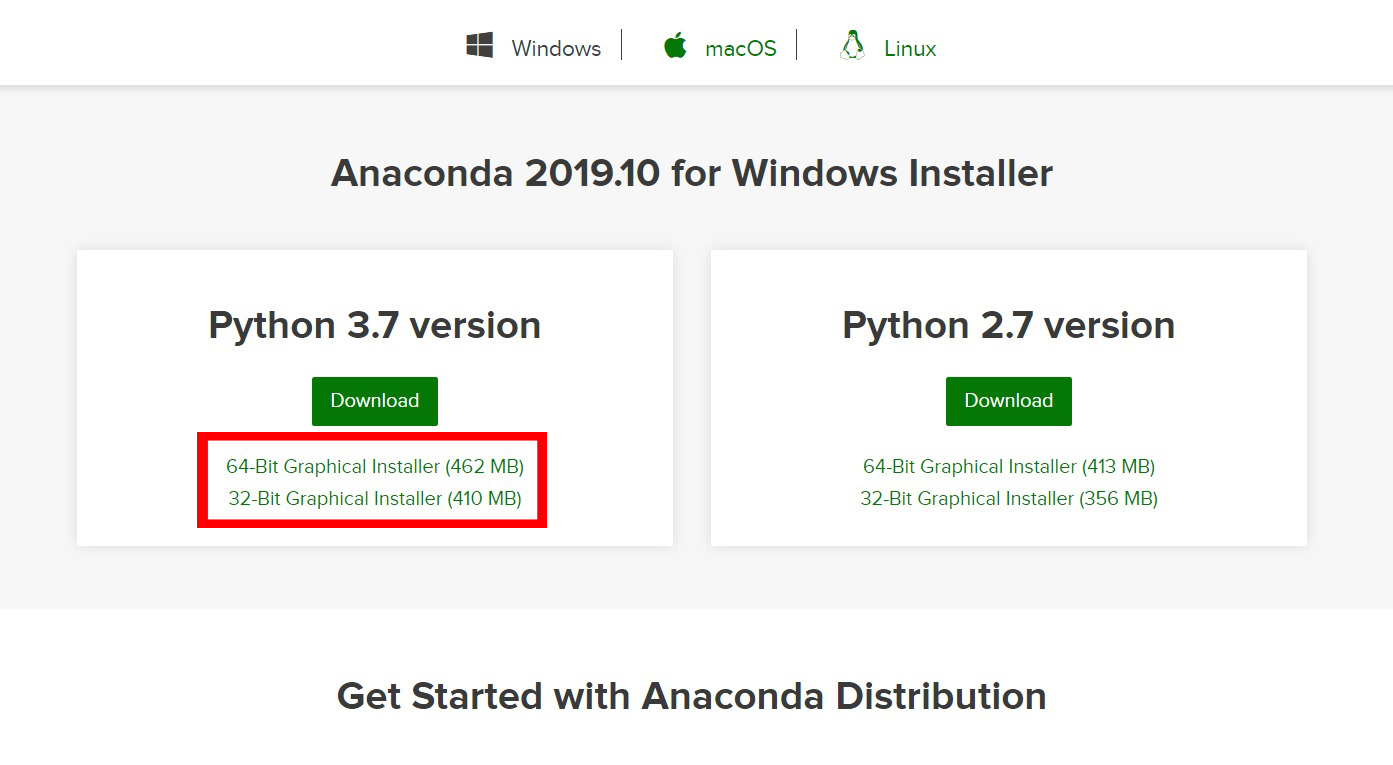 Windows macOS Linux
Anaconda 2019.10 for Windows Installer
Python 3.7 version
Download
64-Bit Graphical Installer (462 MB)
32-Bit Graphical Installer (410 MB)
Python 2.7 version
Download
64-Bit Graphical Installer (413 MB)
32-Bit Graphical Installer (356 MB)
Get Started with Anaconda Distribution